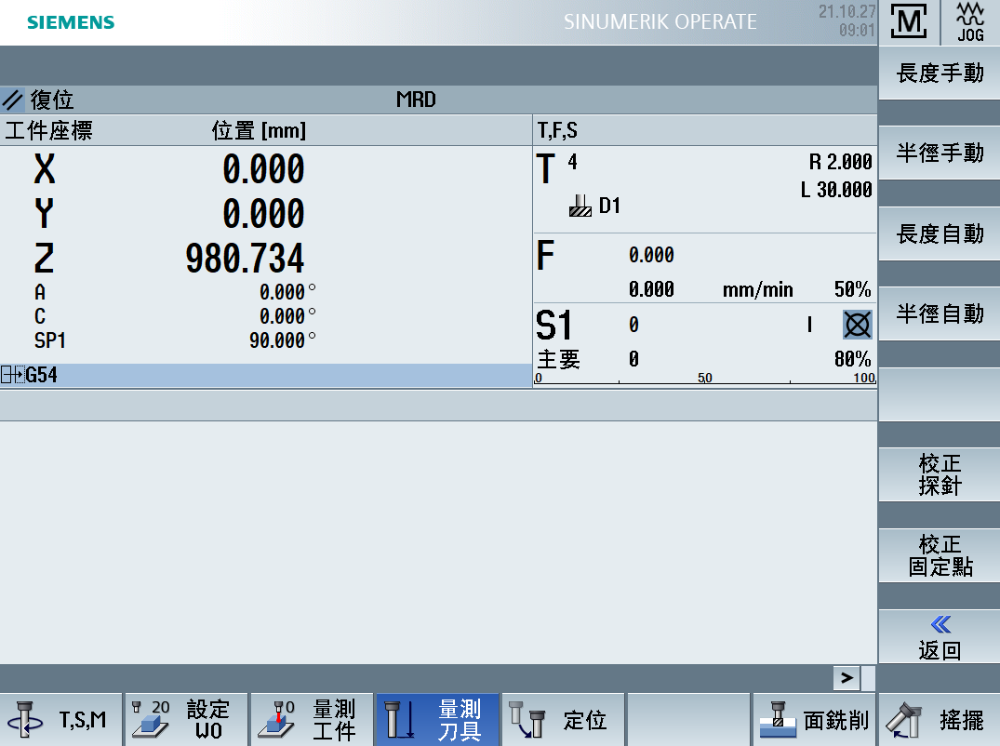 SIEMENS
SINUMERIK OPERATE
21.10.27
09:01
M
JOG
復位
MRD
工件座標 位置 [mm]
X 0.000
Y 0.000
Z 980.734
A 0.000°
C 0.000°
SP1 90.000°
G54
T,F,S
T 4 R 2.000
L 30.000
D1
F 0.000
0.000 mm/min 50%
S1 0 I
主要 0 80%
0 50 100
長度手動
半徑手動
長度自動
半徑自動
校正
探針
校正
固定點
返回
>
T,S,M
20
設定
WO
0
量測
工件
量測
刀具
定位
面銑削
搖擺